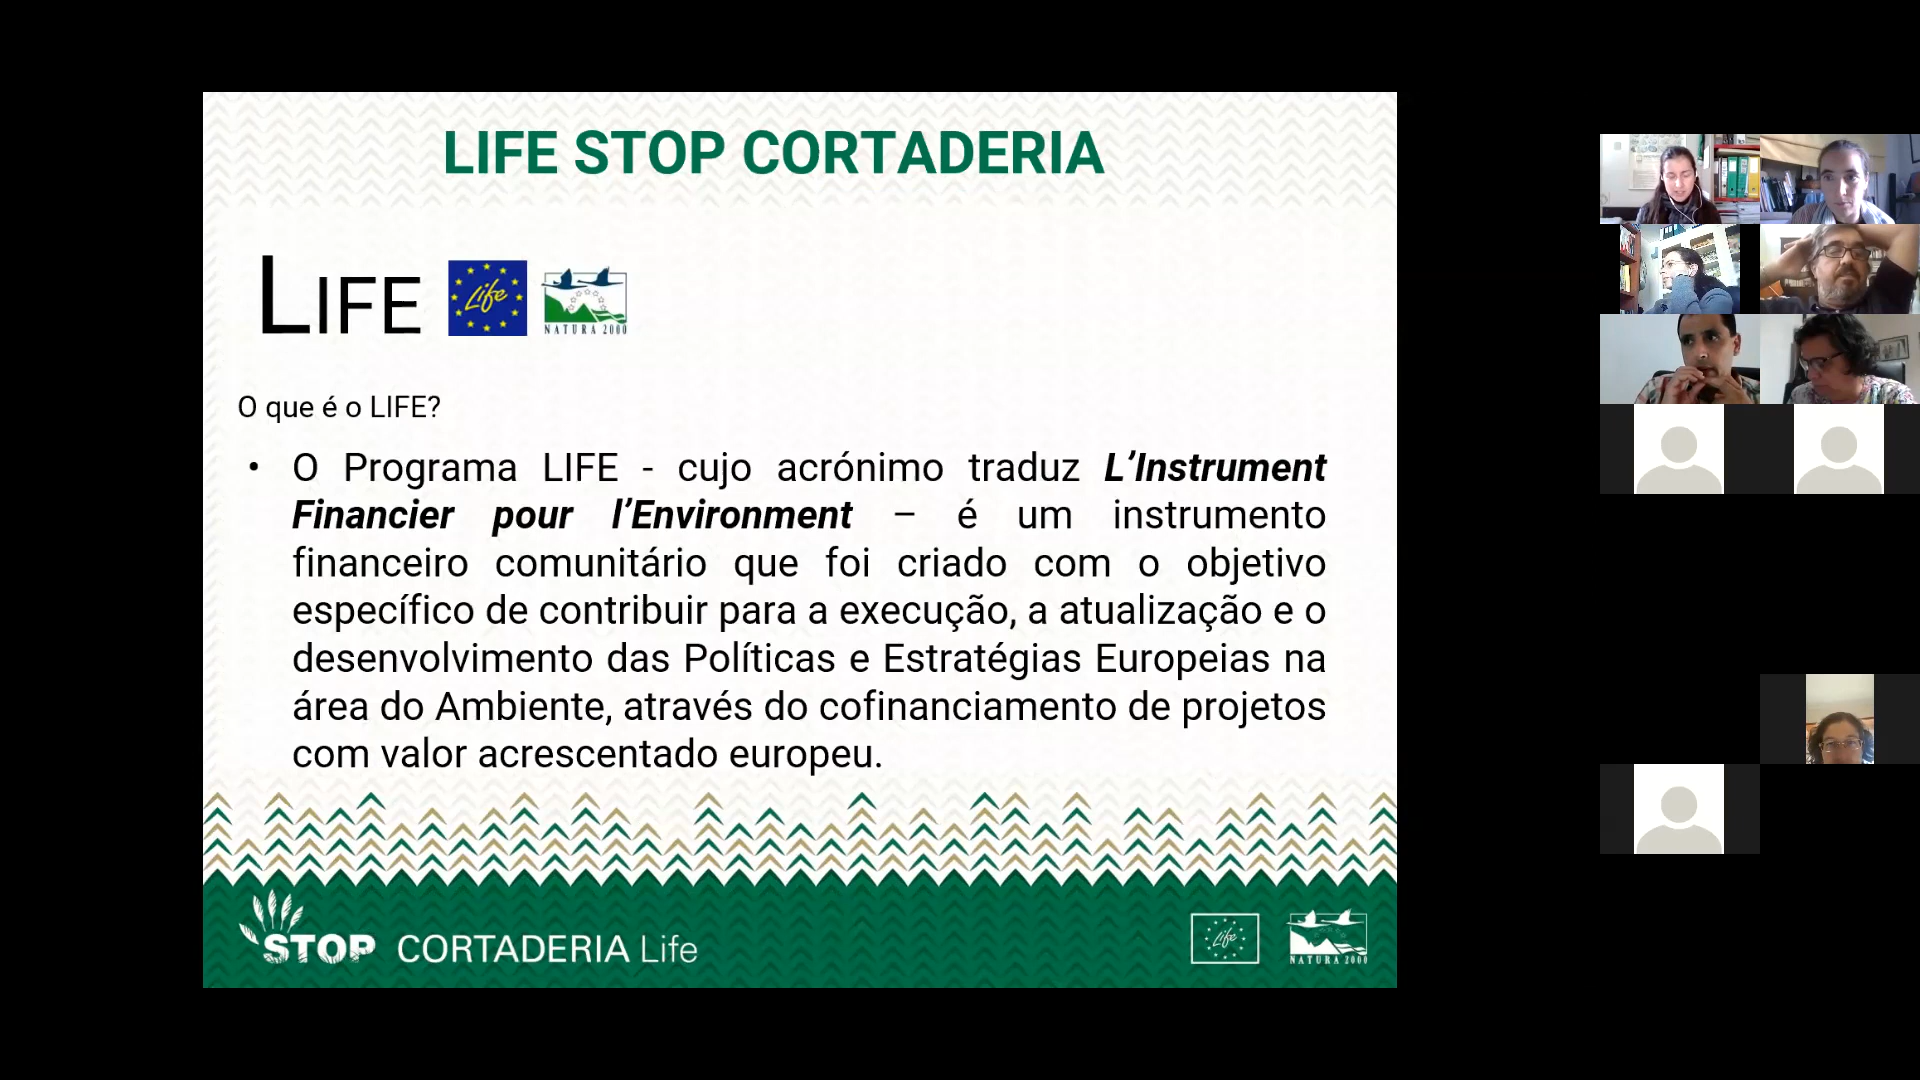 LIFE STOP CORTADERIA
LIFE
Life
NATURA 2000
O que é o LIFE?
• O Programa LIFE - cujo acrónimo traduz L’Instrument
Financier pour l’Environment – é um instrumento
financeiro comunitário que foi criado com o objetivo
específico de contribuir para a execução, a atualização e o
desenvolvimento das Políticas e Estratégias Europeias na
área do Ambiente, através do cofinanciamento de projetos
com valor acrescentado europeu.
STOP CORTADERIA Life
Life
NATURA 2000